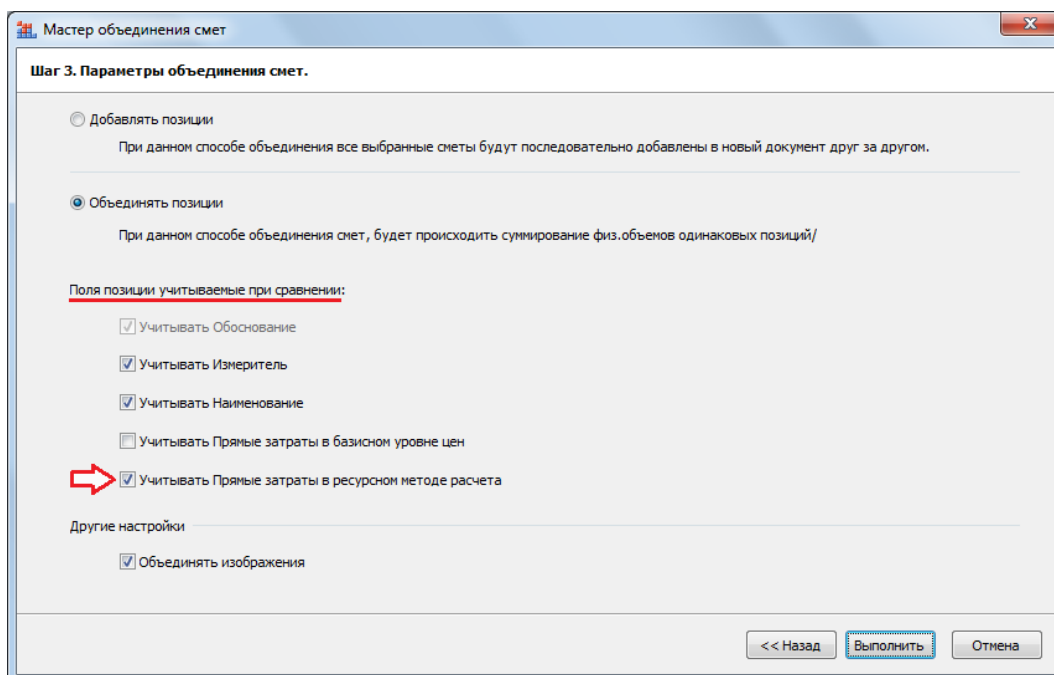 Мастер объединения смет
Шаг 3. Параметры объединения смет.
Добавлять позиции
При данном способе объединения все выбранные сметы будут последовательно добавлены в новый документ друг за другом.
Объединять позиции
При данном способе объединения смет, будет происходить суммирование физ.объемов одинаковых позиций/
Поля позиции учитываемые при сравнении:
Учитывать Обоснование
Учитывать Измеритель
Учитывать Наименование
Учитывать Прямые затраты в базисном уровне цен
Учитывать Прямые затраты в ресурсном методе расчета
Другие настройки
Объединять изображения
<< Назад Выполнить Отмена